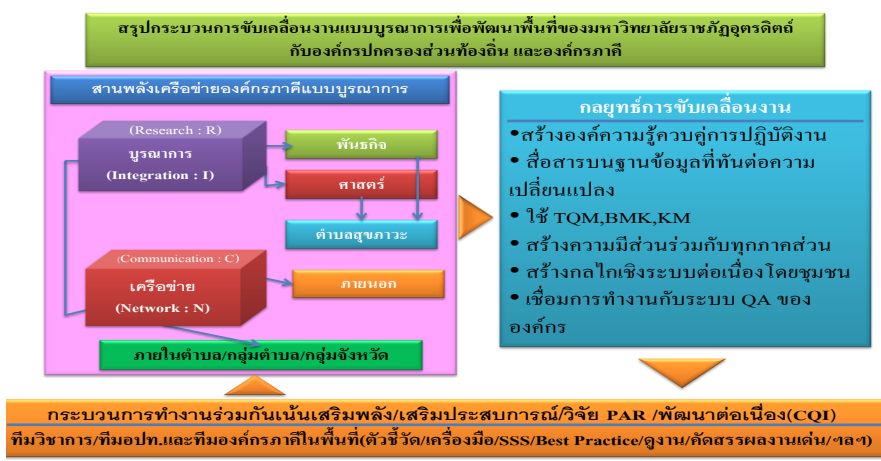 สรุปกระบวนการขับเคลื่อนงานแบบบูรณาการเพื่อพัฒนาพื้นที่ของมหาวิทยาลัยราชภัฏอุตรดิตถ์
กับองค์กรปกครองส่วนท้องถิ่น และองค์กรภาคี
สานพลังเครือข่ายองค์กรภาคีแบบบูรณาการ
(Research : R)
บูรณาการ
(Integration : I)
พันธกิจ
ศาสตร์
ตำบลสุขภาวะ
(Communication : C)
เครือข่าย
(Network : N)
ภายนอก
ภายในตำบล/กลุ่มตำบล/กลุ่มจังหวัด
กลยุทธ์การขับเคลื่อนงาน
•สร้างองค์ความรู้ควบคู่การปฏิบัติงาน
• สื่อสารบนฐานข้อมูลที่ทันต่อความ
เปลี่ยนแปลง
• ใช้ TQM,BMK,KM
• สร้างความมีส่วนร่วมกับทุกภาคส่วน
• สร้างกลไกเชิงระบบต่อเนื่องโดยชุมชน
• เชื่อมการทำงานกับระบบ QA ของ
องค์กร
กระบวนการทำงานร่วมกันเน้นเสริมพลัง/เสริมประสบการณ์/วิจัย PAR /พัฒนาต่อเนื่อง(CQI)
ทีมวิชาการ/ทีมอปท.และทีมองค์กรภาคีในพื้นที่(ตัวชี้วัด/เครื่องมือ/SSS/Best Practice/ดูงาน/คัดสรรผลงานเด่น/ฯลฯ)